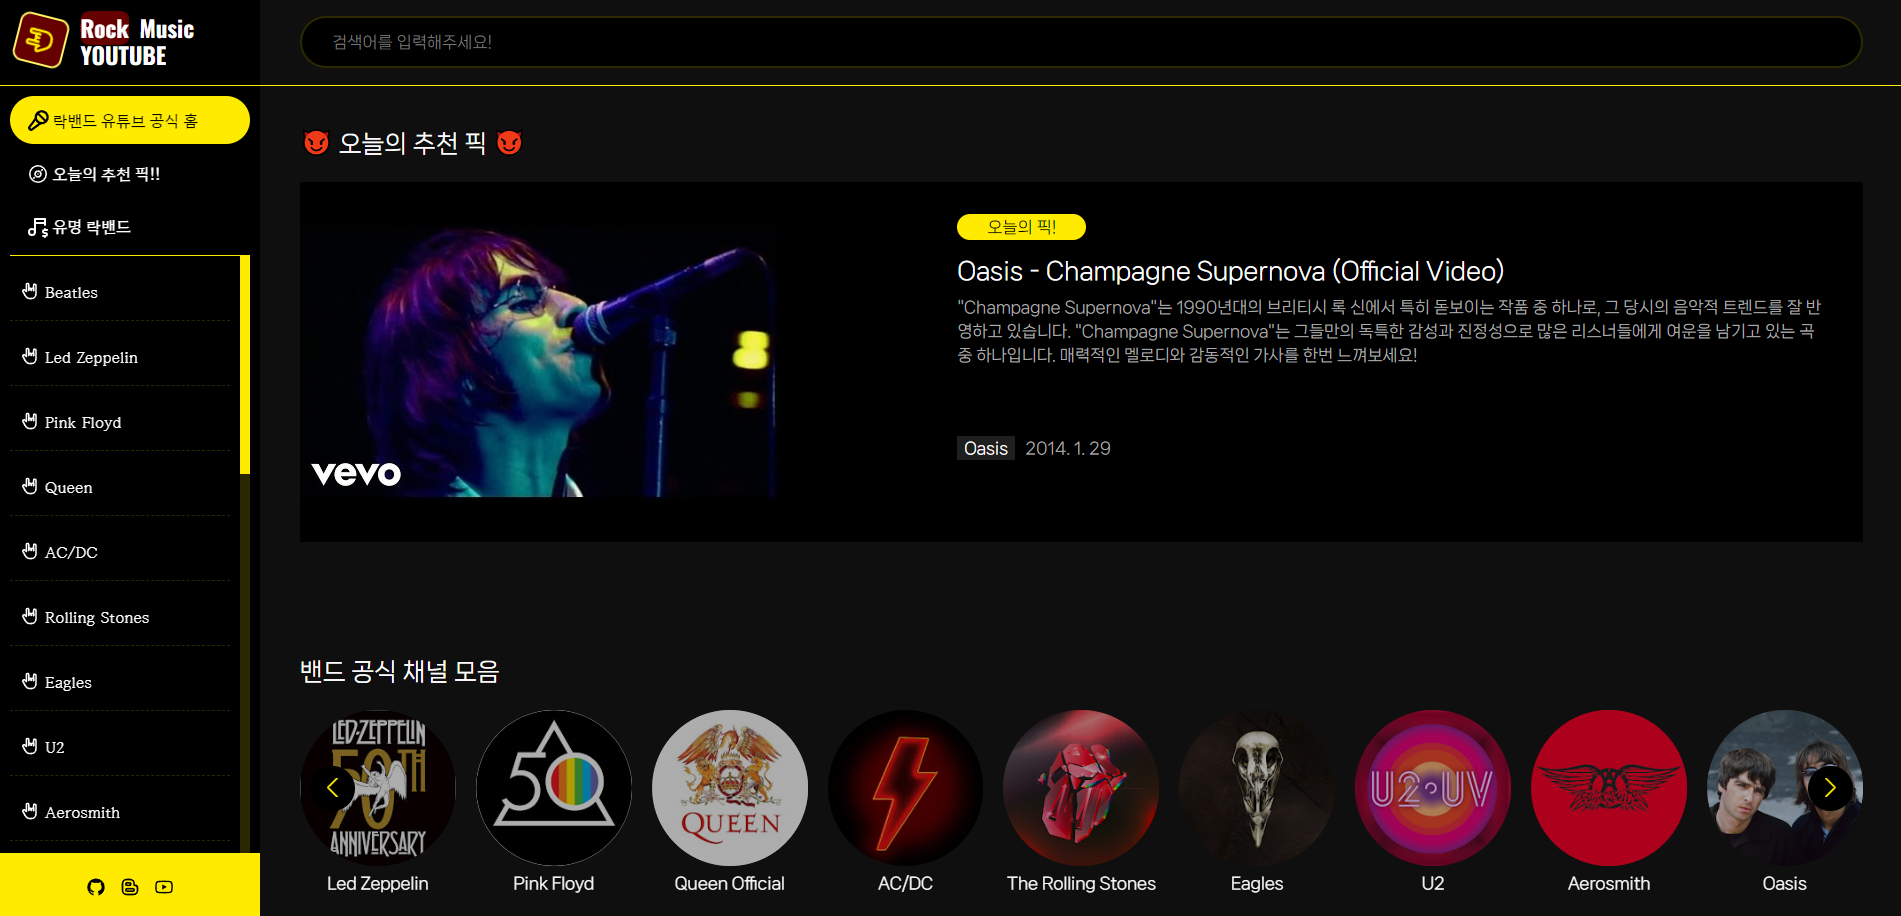 Rock Music
YOUTUBE
검색어를 입력해주세요!
락밴드 유튜브 공식 홈
오늘의 추천 픽!!
유명 락밴드
Beatles
Led Zeppelin
Pink Floyd
Queen
AC/DC
Rolling Stones
Eagles
U2
Aerosmith
😈 오늘의 추천 픽 😈
vevo
오늘의 픽!
Oasis - Champagne Supernova (Official Video)
"Champagne Supernova"는 1990년대의 브리티시 록 신에서 특히 돋보이는 작품 중 하나로, 그 당시의 음악적 트렌드를 잘 반
영하고 있습니다. "Champagne Supernova"는 그들만의 독특한 감성과 진정성으로 많은 리스너들에게 여운을 남기고 있는 곡
중 하나입니다. 매력적인 멜로디와 감동적인 가사를 한번 느껴보세요!
Oasis 2014. 1. 29
밴드 공식 채널 모음
LED-ZEPPELIN
50TH
ANNIVERSARY
Led Zeppelin
50
Pink Floyd
QUEEN
Queen Official
AC/DC
The Rolling Stones
Eagles
U2·UV
U2
Aerosmith
Oasis